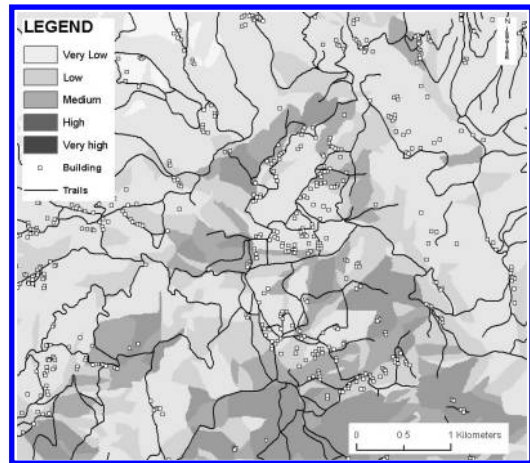 LEGEND
Very Low
Low
Medium
High
Very high
Building
Trails
N
0 0.5 1 Kilometers